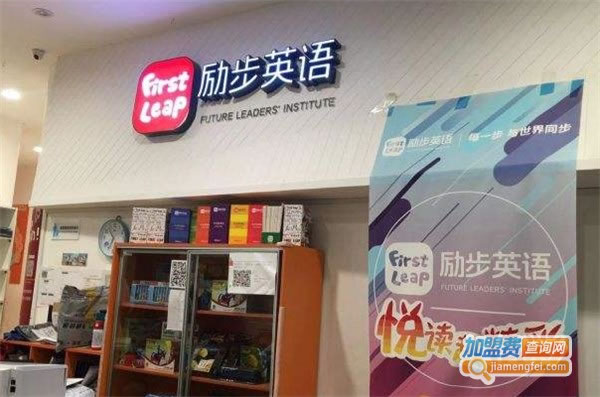 First
Leap
励步英语
FUTURE LEADERS' INSTITUTE
励步英语 | 每一步 与世界同步
First
Leap
励步英语
FUTURE LEADERS' INSTITUTE
悦读
加盟费查询网
jiamengfei.com